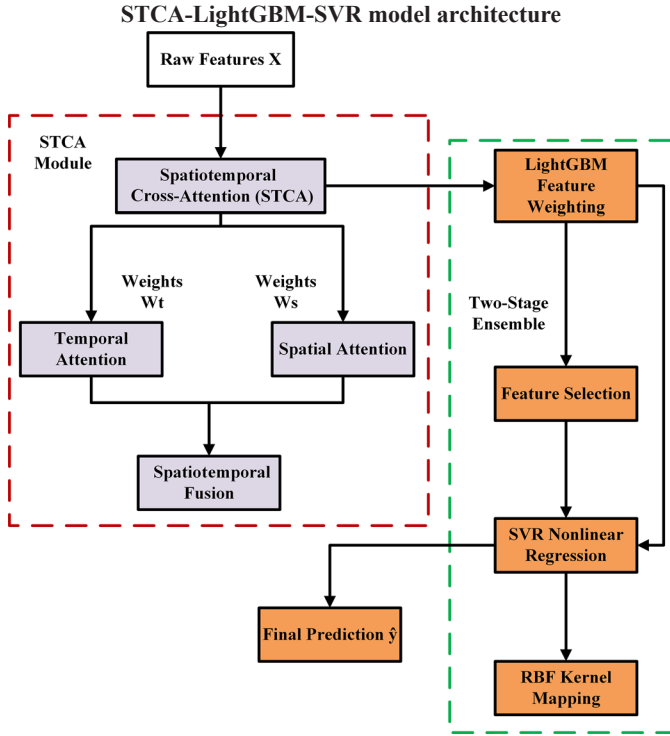 STCA-LightGBM-SVR model architecture
Raw Features X
STCA
Module
Spatiotemporal
Cross-Attention (STCA)
LightGBM
Feature
Weighting
Weights
Wt
Weights
Ws
Two-Stage
Ensemble
Temporal
Attention
Spatial Attention
Feature Selection
Spatiotemporal
Fusion
SVR Nonlinear
Regression
Final Prediction ŷ
RBF Kernel
Mapping